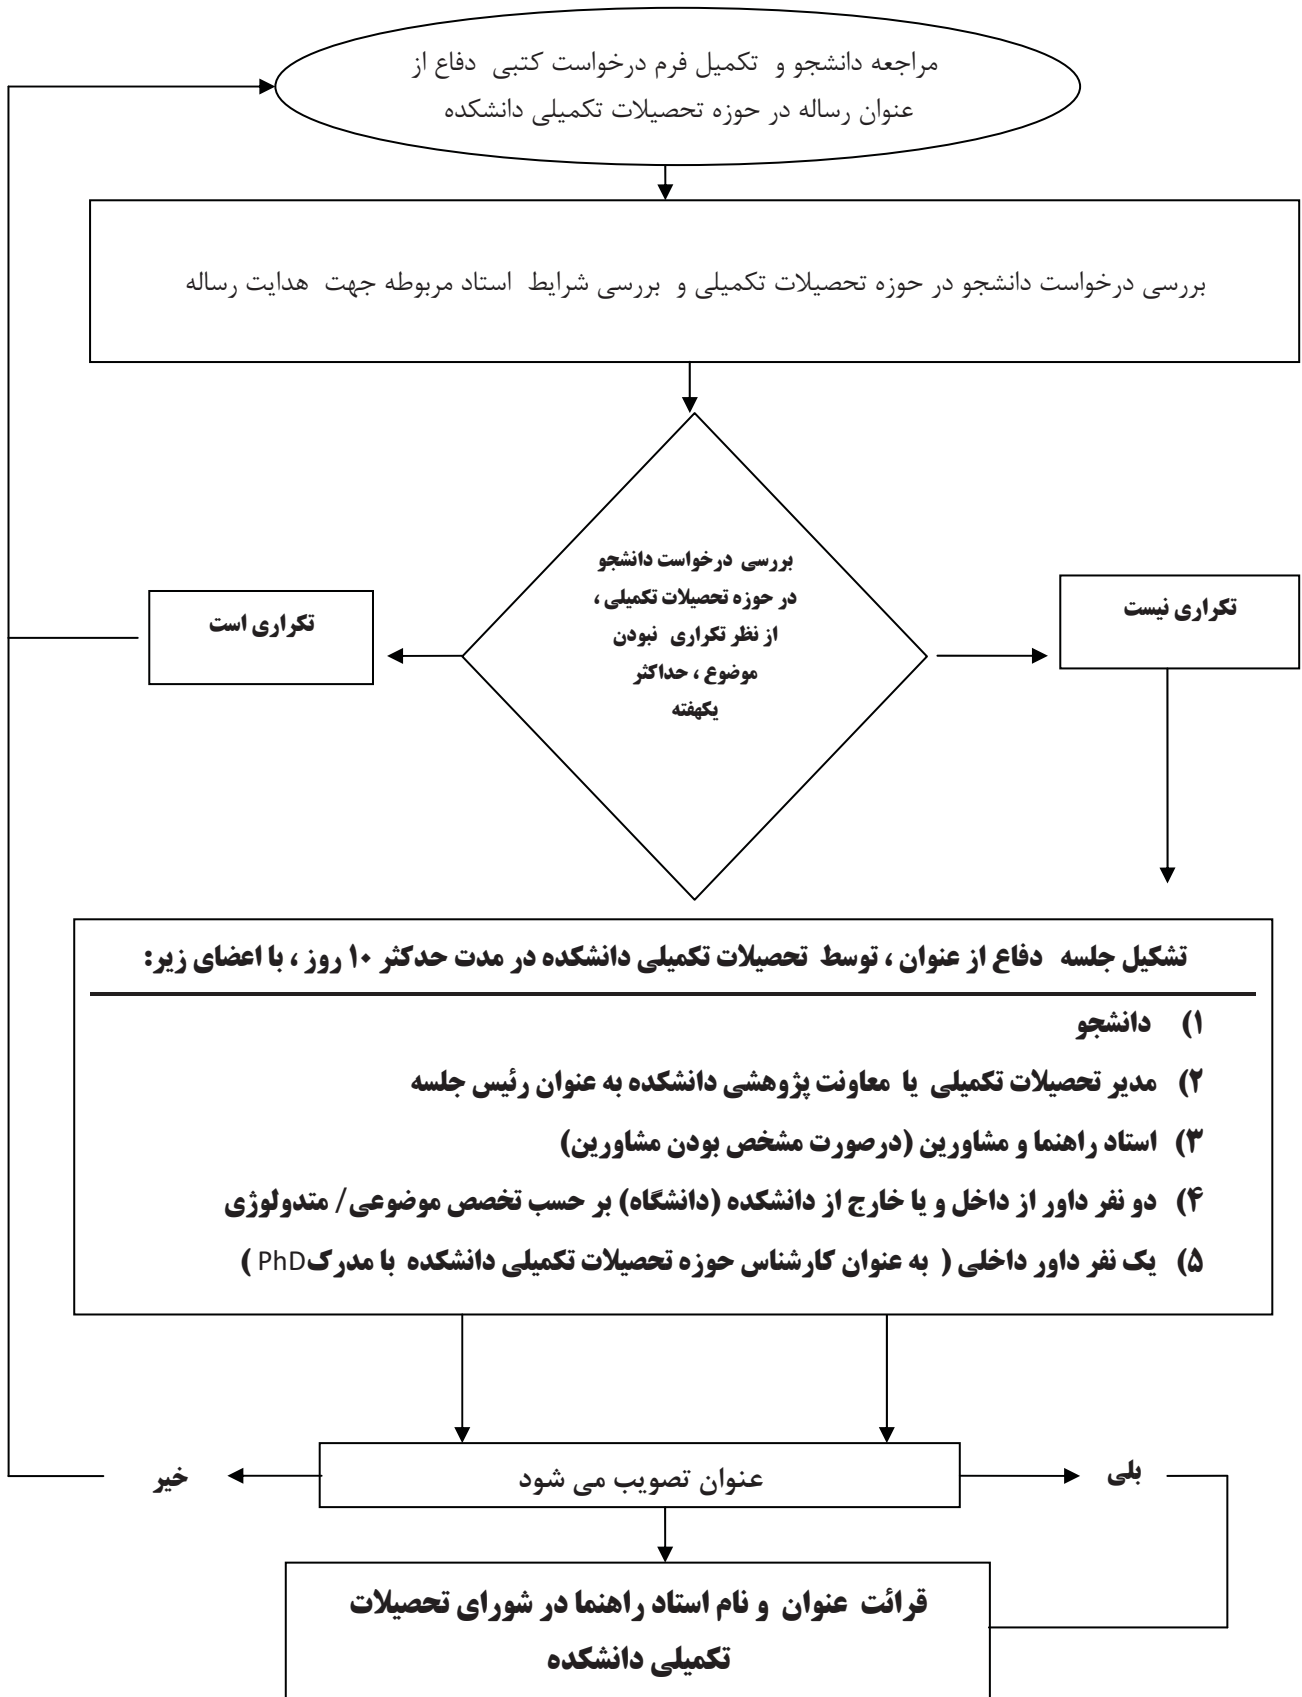 مراجعه دانشجو و تکمیل فرم درخواست کتبی دفاع از
عنوان رساله در حوزه تحصیلات تکمیلی دانشکده
بررسی درخواست دانشجو در حوزه تحصیلات تکمیلی و بررسی شرایط استاد مربوطه جهت هدایت رساله
بررسی درخواست دانشجو
در حوزه تحصیلات تکمیلی ،
از نظر تکراری نبودن
موضوع ، حداکثر
یکهفته
تکراری نیست
تکراری است
تشکیل جلسه دفاع از عنوان ، توسط تحصیلات تکمیلی دانشکده در مدت حدکثر ۱۰ روز ، با اعضای زیر:
۱) دانشجو
۲) مدیر تحصیلات تکمیلی یا معاونت پژوهشی دانشکده به عنوان رئیس جلسه
۳) استاد راهنما و مشاورین (درصورت مشخص بودن مشاورین)
۴) دو نفر داور از داخل و یا خارج از دانشکده (دانشگاه) بر حسب تخصص موضوعی/ متدولوژی
۵) یک نفر داور داخلی ( به عنوان کارشناس حوزه تحصیلات تکمیلی دانشکده با مدرکPhD )
بلی
عنوان تصویب می شود
خیر
قرائت عنوان و نام استاد راهنما در شورای تحصیلات
تکمیلی دانشکده